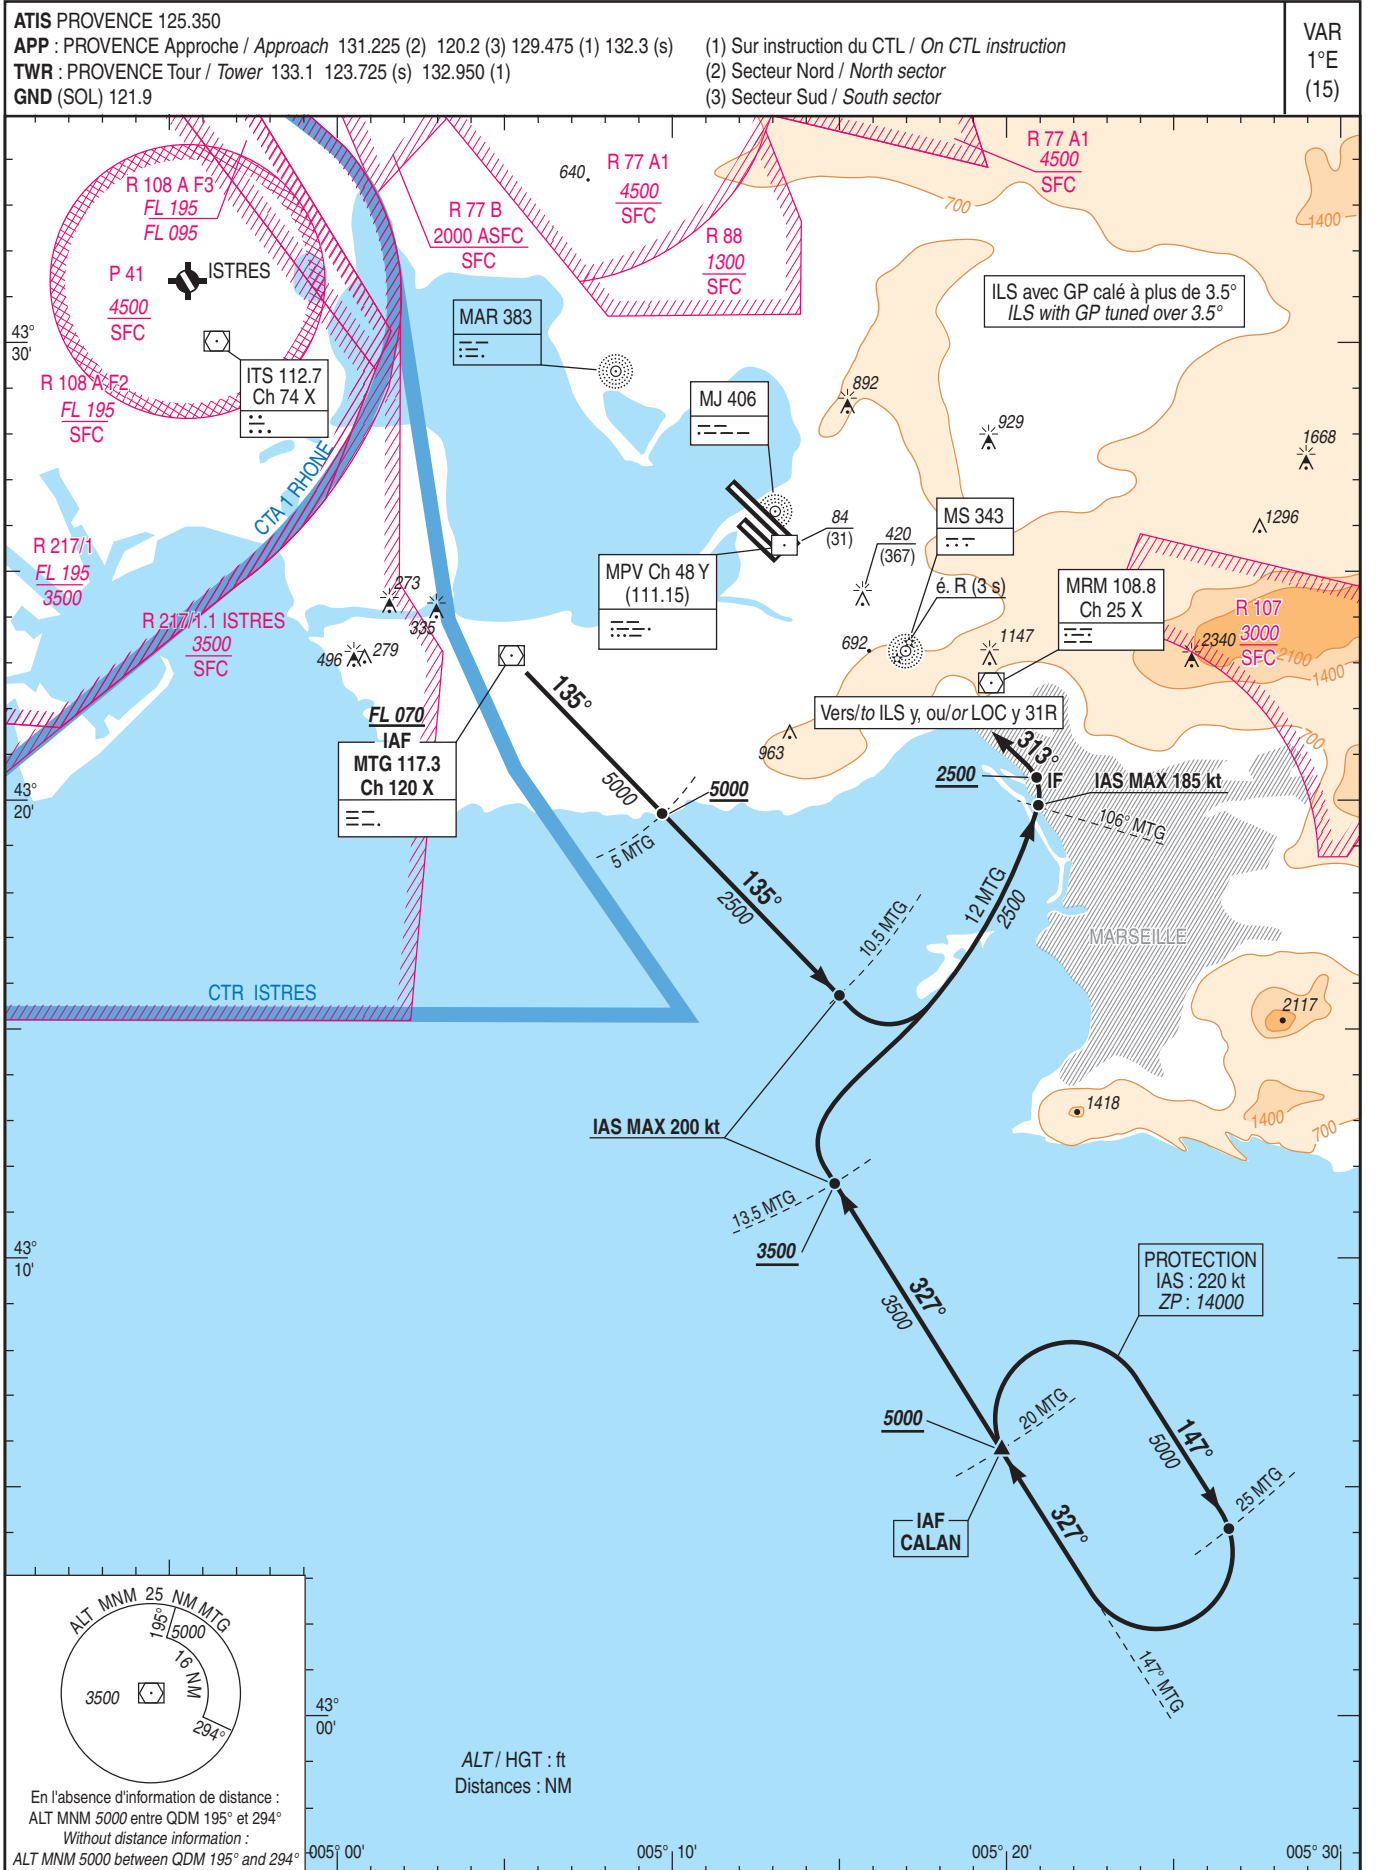 ATIS PROVENCE 125.350
APP : PROVENCE Approche / Approach 131.225 (2) 120.2 (3) 129.475 (1) 132.3 (s)
TWR : PROVENCE Tour / Tower 133.1 123.725 (s) 132.950 (1)
GND (SOL) 121.9
(1) Sur instruction du CTL / On CTL instruction
(2) Secteur Nord / North sector
(3) Secteur Sud / South sector
VAR
1°E
(15)
R 108 A F3
FL 195
FL 095
P 41
4500
SFC
ISTRES
R 77 B
2000 ASFC
SFC
640
R 77 A1
4500
SFC
R 88
1300
SFC
R 77 A1
4500
SFC
700
1400
ILS avec GP calé à plus de 3.5°
ILS with GP tuned over 3.5°
43°
30'
R 108 A F2
FL 195
SFC
ITS 112.7
Ch 74 X
MAR 383
MJ 406
892
929
1668
1296
CTA 1 RHONE
R 217/1
FL 195
3500
R 217/1.1 ISTRES
3500
SFC
273
335
496
279
84
(31)
420
(367)
MPV Ch 48 Y
(111.15)
MS 343
é. R (3 s)
MRM 108.8
Ch 25 X
692
1147
963
R 107
3000
SFC
2340
2100
1400
700
Vers/to ILS y, ou/or LOC y 31R
FL 070
IAF
MTG 117.3
Ch 120 X
135°
5000
5000
5 MTG
313°
2500
IF
IAS MAX 185 kt
106° MTG
43°
20'
135°
2500
10.5 MTG
12 MTG
2500
MARSEILLE
CTR ISTRES
2117
1418
1400
700
IAS MAX 200 kt
13.5 MTG
3500
43°
10'
327°
3500
PROTECTION
IAS : 220 kt
ZP : 14000
5000
20 MTG
147°
5000
25 MTG
IAF
CALAN
327°
147° MTG
ALT MNM 25 NM MTG
195°
5000
16 NM
3500
294°
43°
00'
En l'absence d'information de distance :
ALT MNM 5000 entre QDM 195° et 294°
Without distance information :
ALT MNM 5000 between QDM 195° and 294°
ALT / HGT : ft
Distances : NM
005° 00'
005° 10'
005° 20'
005° 30'